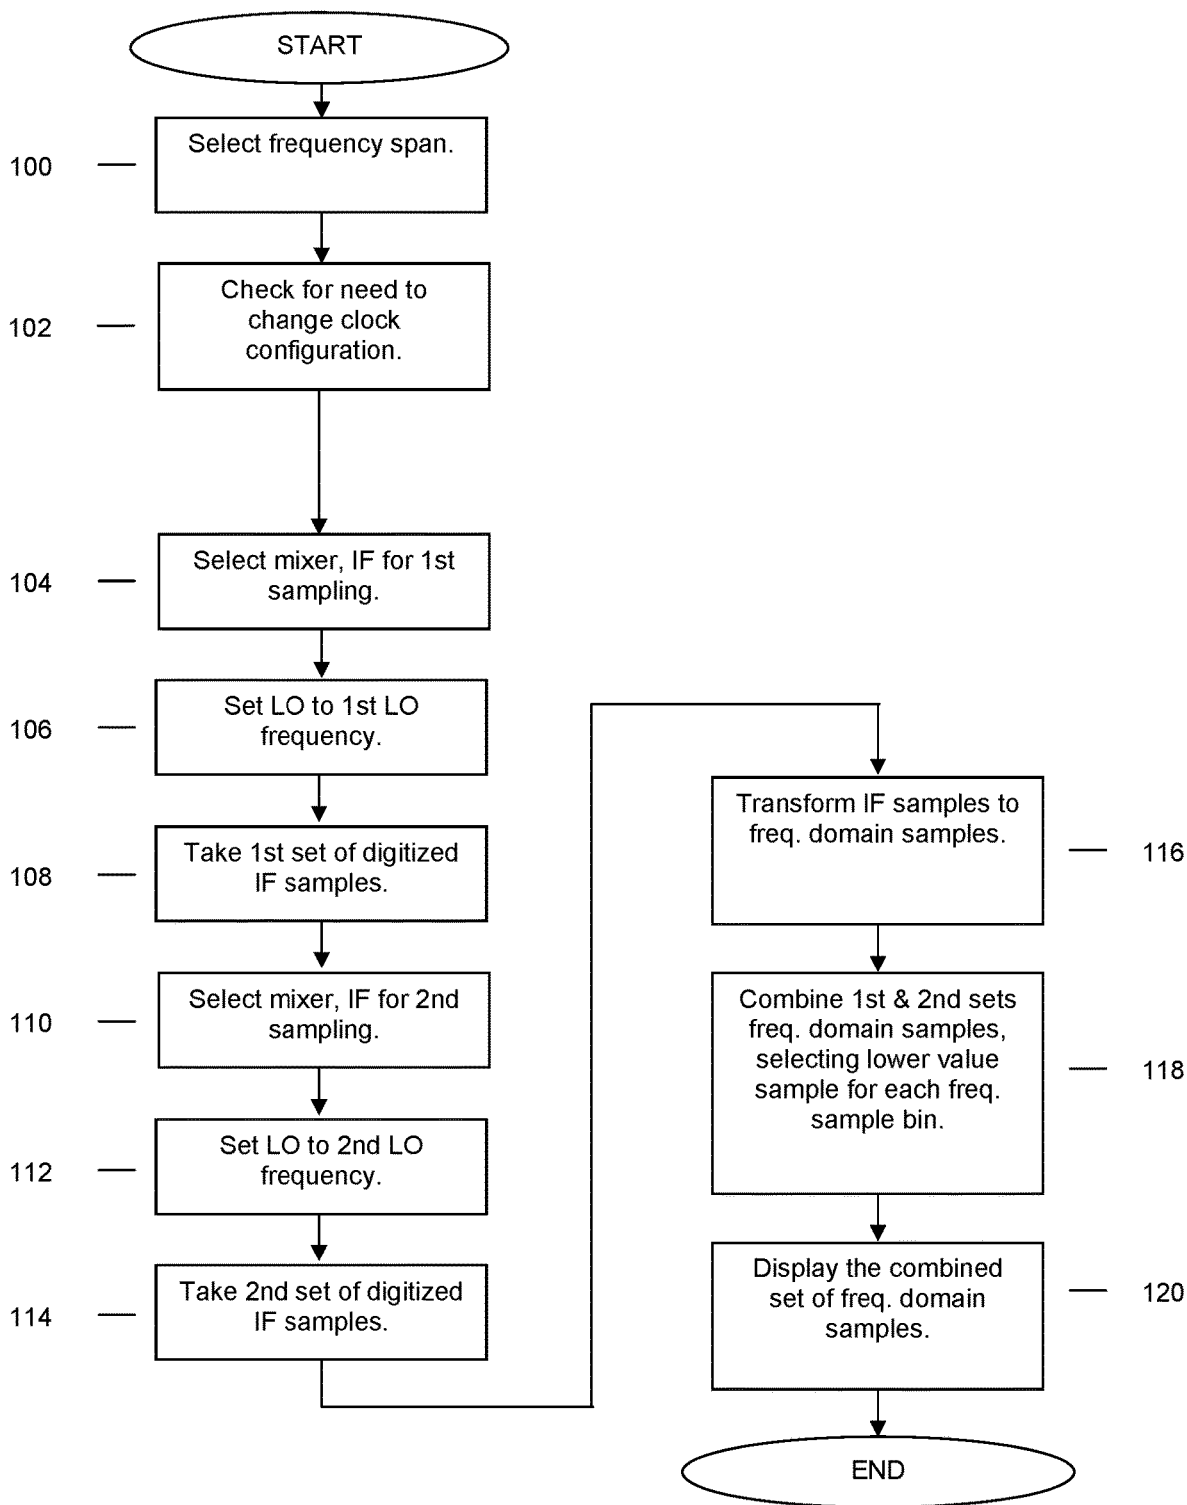 START
100
Select frequency span.
102
Check for need to
change clock
configuration.
104
Select mixer, IF for 1st
sampling.
106
Set LO to 1st LO
frequency.
108
Take 1st set of digitized
IF samples.
110
Select mixer, IF for 2nd
sampling.
112
Set LO to 2nd LO
frequency.
114
Take 2nd set of digitized
IF samples.
Transform IF samples to
freq. domain samples.
116
Combine 1st & 2nd sets
freq. domain samples,
selecting lower value
sample for each freq.
sample bin.
118
Display the combined
set of freq. domain
samples.
120
END